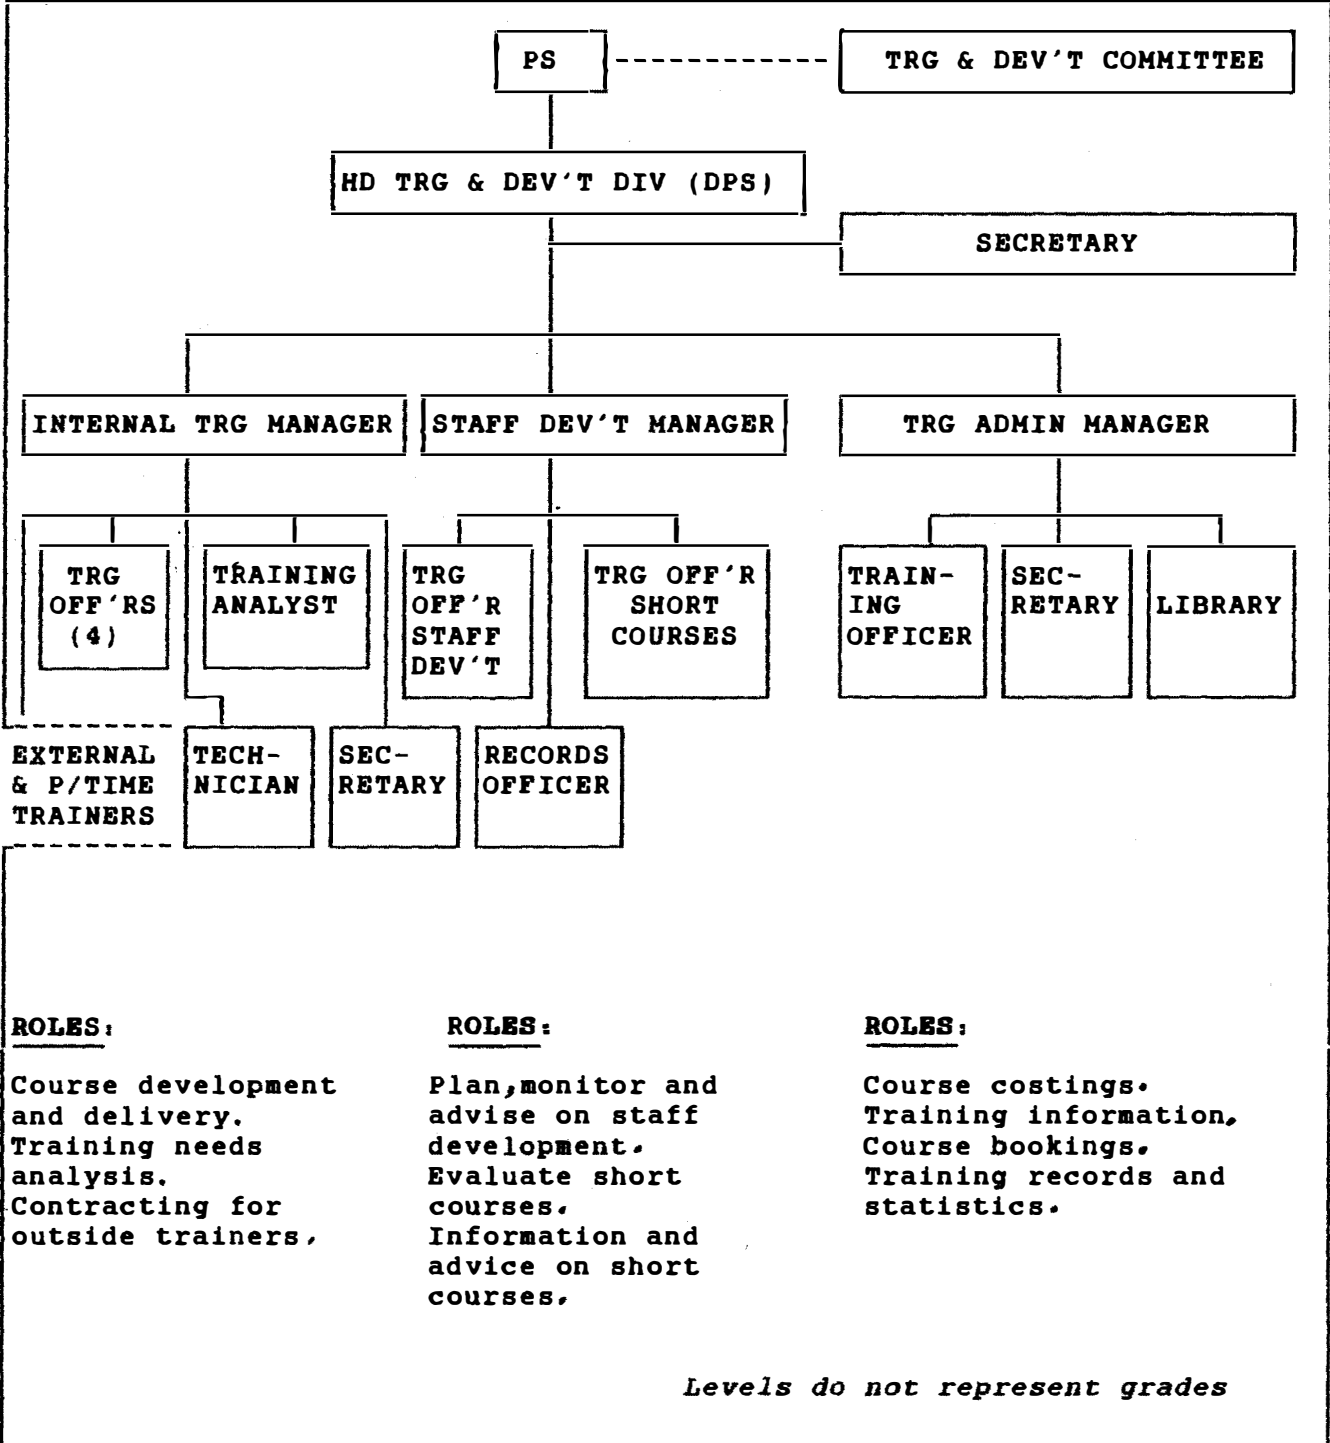 PS
TRG & DEV'T COMMITTEE
HD TRG & DEV'T DIV (DPS)
SECRETARY
INTERNAL TRG MANAGER
STAFF DEV'T MANAGER
TRG ADMIN MANAGER
TRG
OFF'RS
(4)
TRAINING
ANALYST
TRG
OFF'R
STAFF
DEV'T
TRG OFF'R
SHORT
COURSES
TRAIN-
ING
OFFICER
SEC-
RETARY
LIBRARY
EXTERNAL
& P/TIME
TRAINERS
TECH-
NICIAN
SEC-
RETARY
RECORDS
OFFICER
ROLES:
Course development
and delivery.
Training needs
analysis.
Contracting for
outside trainers.
ROLES:
Plan,monitor and
advise on staff
development.
Evaluate short
courses.
Information and
advice on short
courses.
ROLES:
Course costings.
Training information.
Course bookings.
Training records and
statistics.
Levels do not represent grades